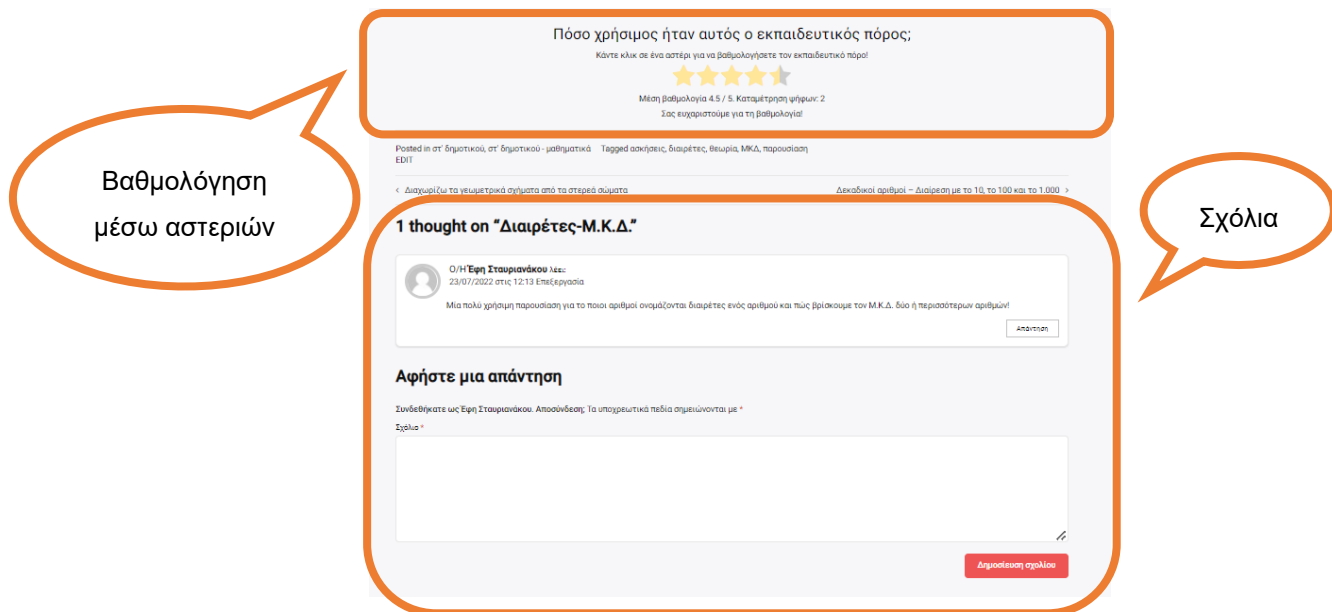 Πόσο χρήσιμος ήταν αυτός ο εκπαιδευτικός πόρος;
Κάντε κλικ σε ένα αστέρι για να βαθμολογήσετε τον εκπαιδευτικό πόρο!
Μέση βαθμολογία 4.5 / 5. Καταμέτρηση ψήφων: 2
Σας ευχαριστούμε για τη βαθμολογία!
Βαθμολόγηση
μέσω αστεριών
Posted in στ' δημοτικού, στ' δημοτικού - μαθηματικά Tagged ασκήσεις, διαιρέτες, θεωρία, ΜΚΔ, παρουσίαση
EDIT
‹ Διαχωρίζω τα γεωμετρικά σχήματα από τα στερεά σώματα
Δεκαδικοί αριθμοί – Διαίρεση με το 10, το 100 και το 1.000 ›
Σχόλια
1 thought on “Διαιρέτες-Μ.Κ.Δ.”
Ο/Η Έφη Σταυριανάκου λέει:
23/07/2022 στις 12:13 Επεξεργασία
Μία πολύ χρήσιμη παρουσίαση για το ποιοι αριθμοί ονομάζονται διαιρέτες ενός αριθμού και πώς βρίσκουμε τον Μ.Κ.Δ. δύο ή περισσότερων αριθμών!
Απάντηση
Αφήστε μια απάντηση
Συνδεθήκατε ως Έφη Σταυριανάκου. Αποσύνδεση; Τα υποχρεωτικά πεδία σημειώνονται με *
Σχόλιο *
Δημοσίευση σχολίου